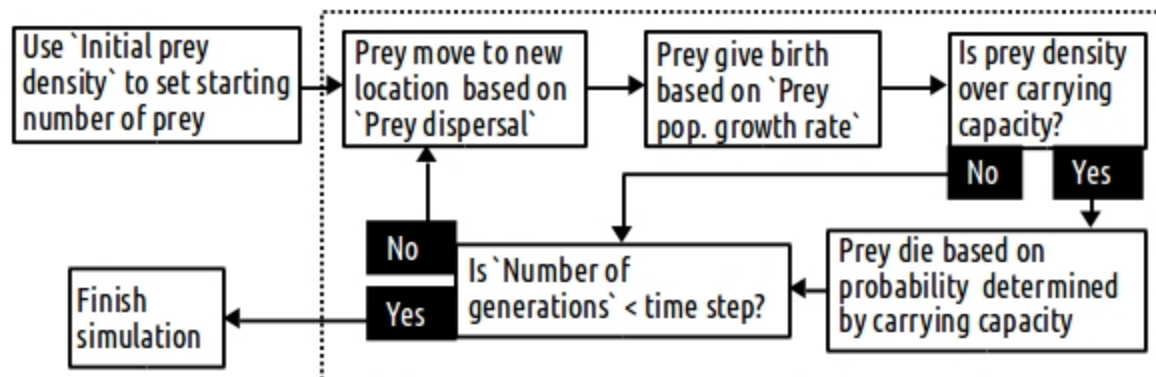 Use `Initial prey
density` to set starting
number of prey
Prey move to new
location based on
`Prey dispersal`
Prey give birth
based on `Prey
pop. growth rate`
Is prey density
over carrying
capacity?
No
Yes
Prey die based on
probability determined
by carrying capacity
Is `Number of
generations` < time step?
No
Yes
Finish
simulation